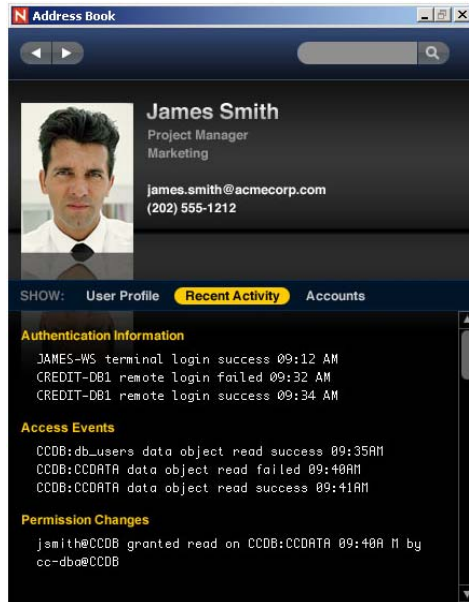 N Address Book
James Smith
Project Manager
Marketing
james.smith@acmecorp.com
(202) 555-1212
SHOW: User Profile Recent Activity Accounts
Authentication Information
JAMES-WS terminal login success 09:12 AM
CREDIT-DB1 remote login failed 09:32 AM
CREDIT-DB1 remote login success 09:34 AM
Access Events
CCDB:db_users data object read success 09:35AM
CCDB:CCDATA data object read failed 09:40AM
CCDB:CCDATA data object read success 09:41AM
Permission Changes
jsmith@CCDB granted read on CCDB:CCDATA 09:40A M by
cc-dba@CCDB